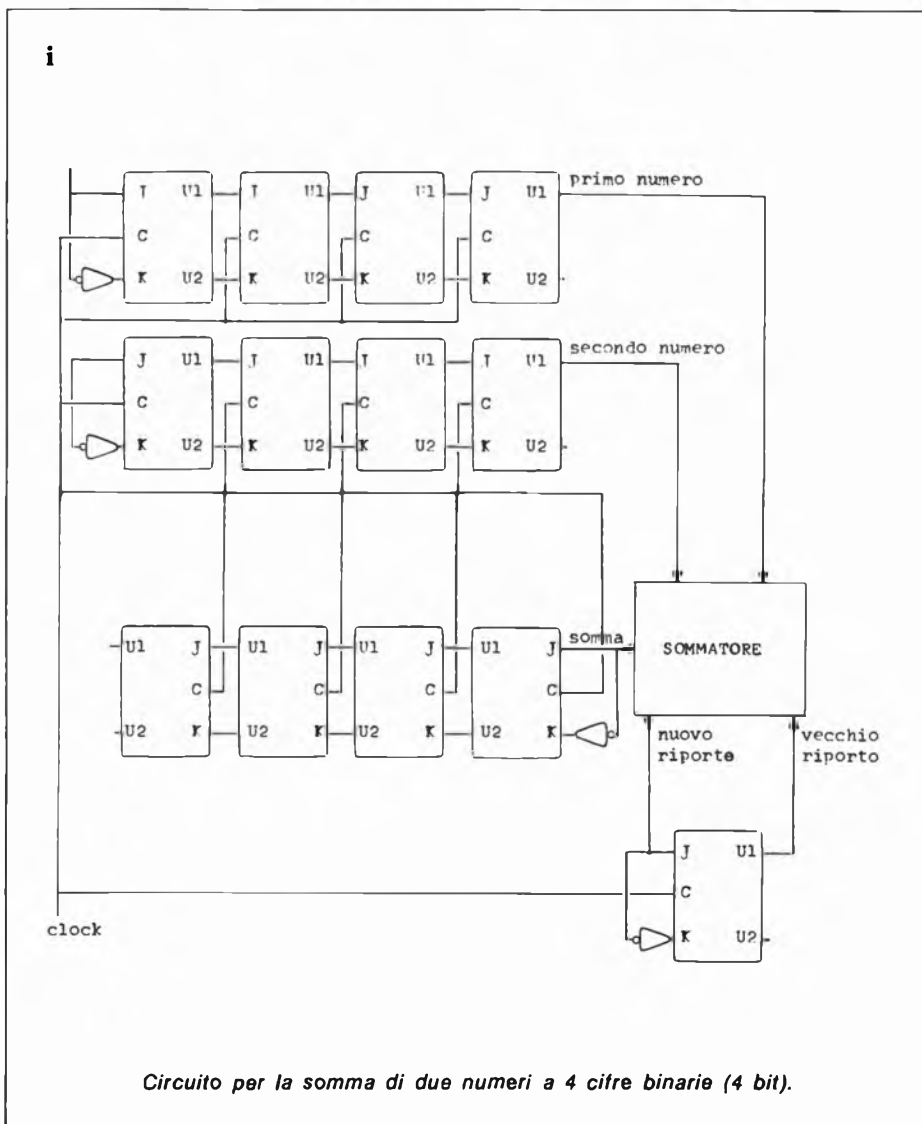 i
J U1 J U1 J U1 J U1 primo numero
C C C C
K U2 K U2 K U2 K U2
J U1 J U1 J U1 J U1 secondo numero
C C C C
K U2 K U2 K U2 K U2
U1 J U1 J U1 J U1 J somma SOMMATORE
C C C C
U2 K U2 K U2 K U2 K
nuovo riporte
vecchio riporto
J U1
C
K U2
clock
Circuito per la somma di due numeri a 4 cifre binarie (4 bit).